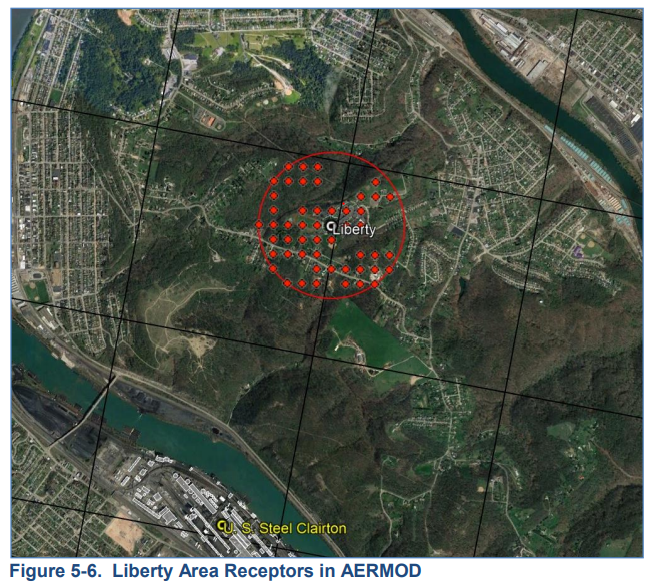 Liberty
U. S. Steel Clairton
Figure 5-6. Liberty Area Receptors in AERMOD